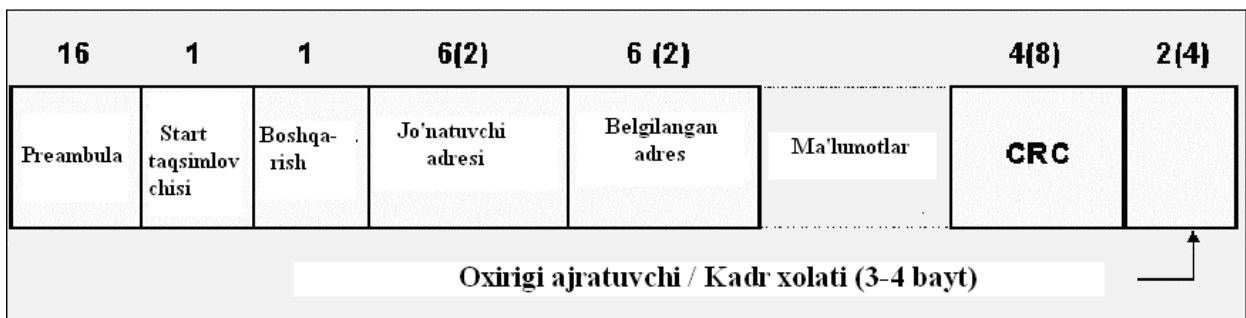 16 1 1 6(2) 6 (2) 4(8) 2(4)
Preambula
Start
taqsimlov
chisi
Boshqa-
rish
Jo'natuvchi
adresi
Belgilangan
adres
Ma'lumotlar
CRC
Oxirigi ajratuvchi / Kadr xolati (3-4 bayt)